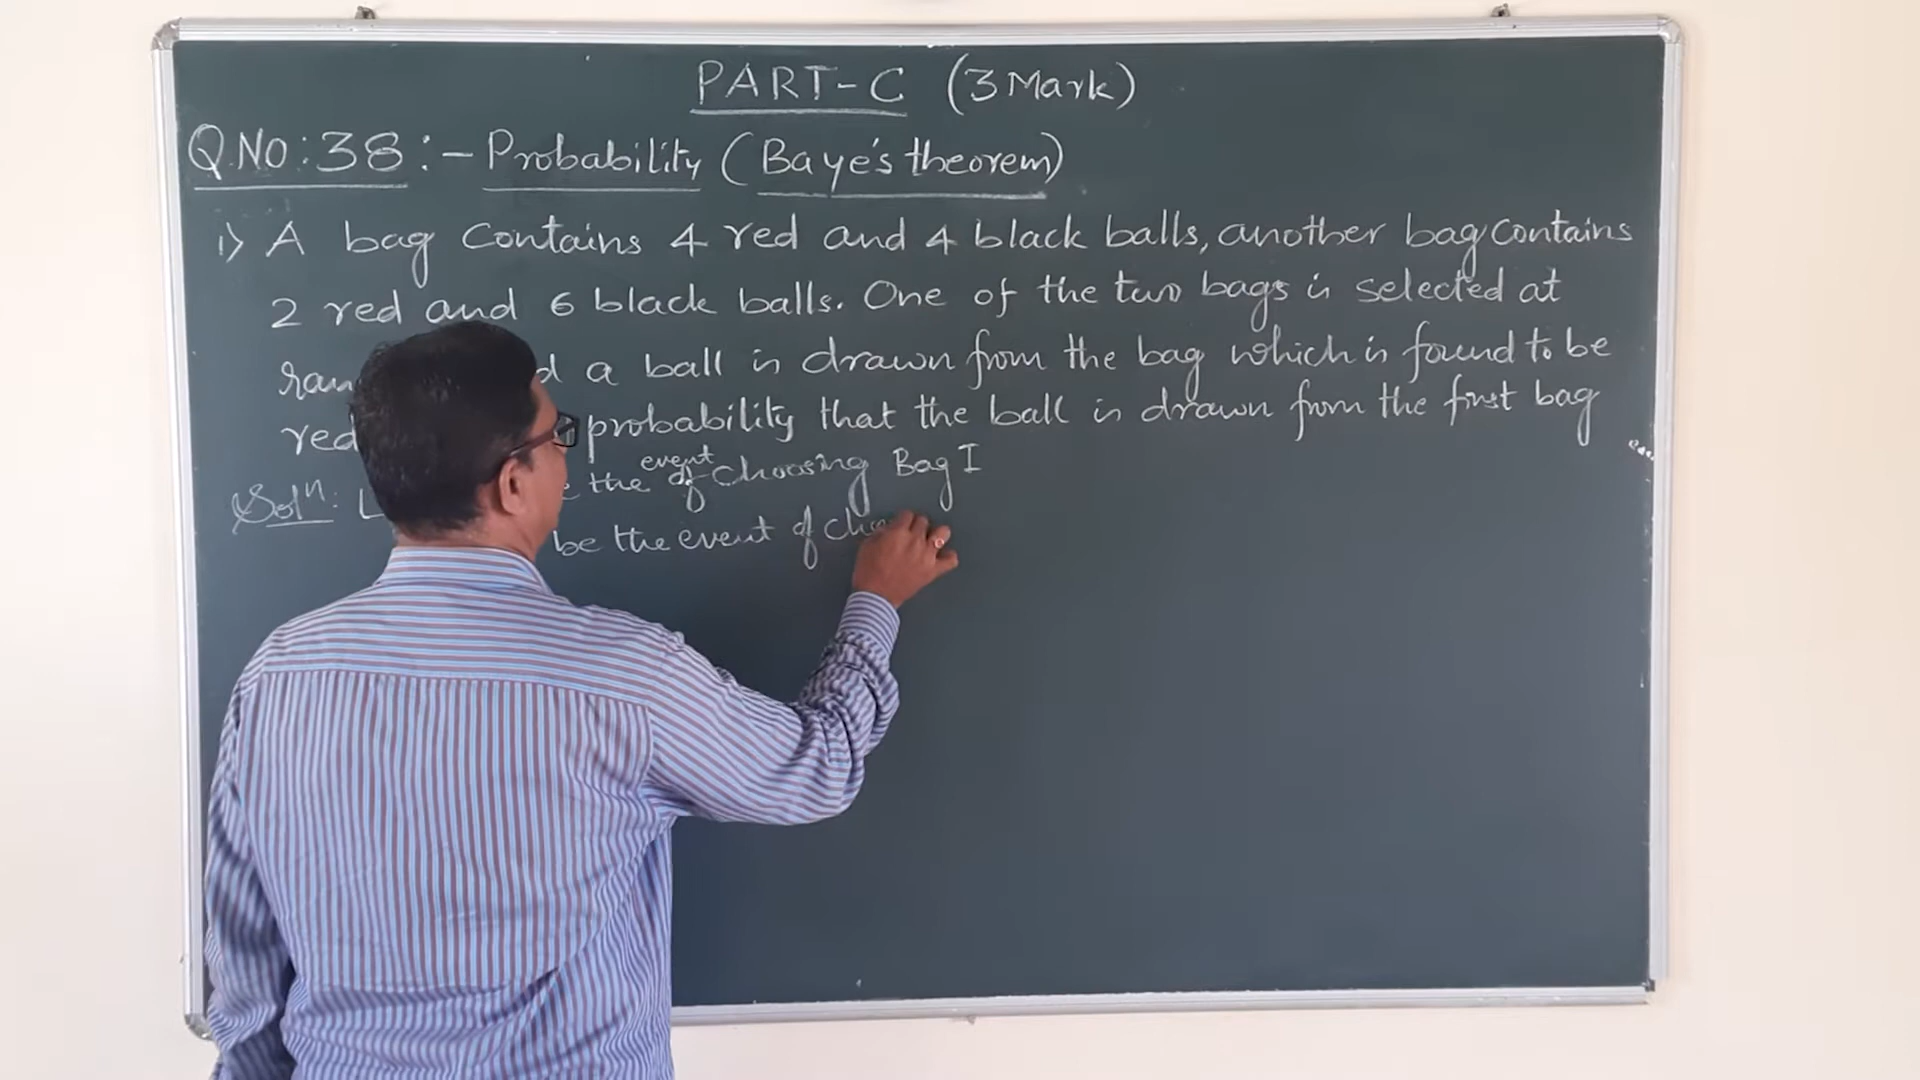 PART-C (3 Mark)
Q.NO:38:- Probability (Baye's theorem)
1) A bag contains 4 red and 4 black balls, another bag contains
2 red and 6 black balls. One of the two bags is selected at
a ball is drawn from the bag which is found to be
red probability that the ball is drawn from the first bag
Solⁿ: the event of choosing Bag I
be the event of